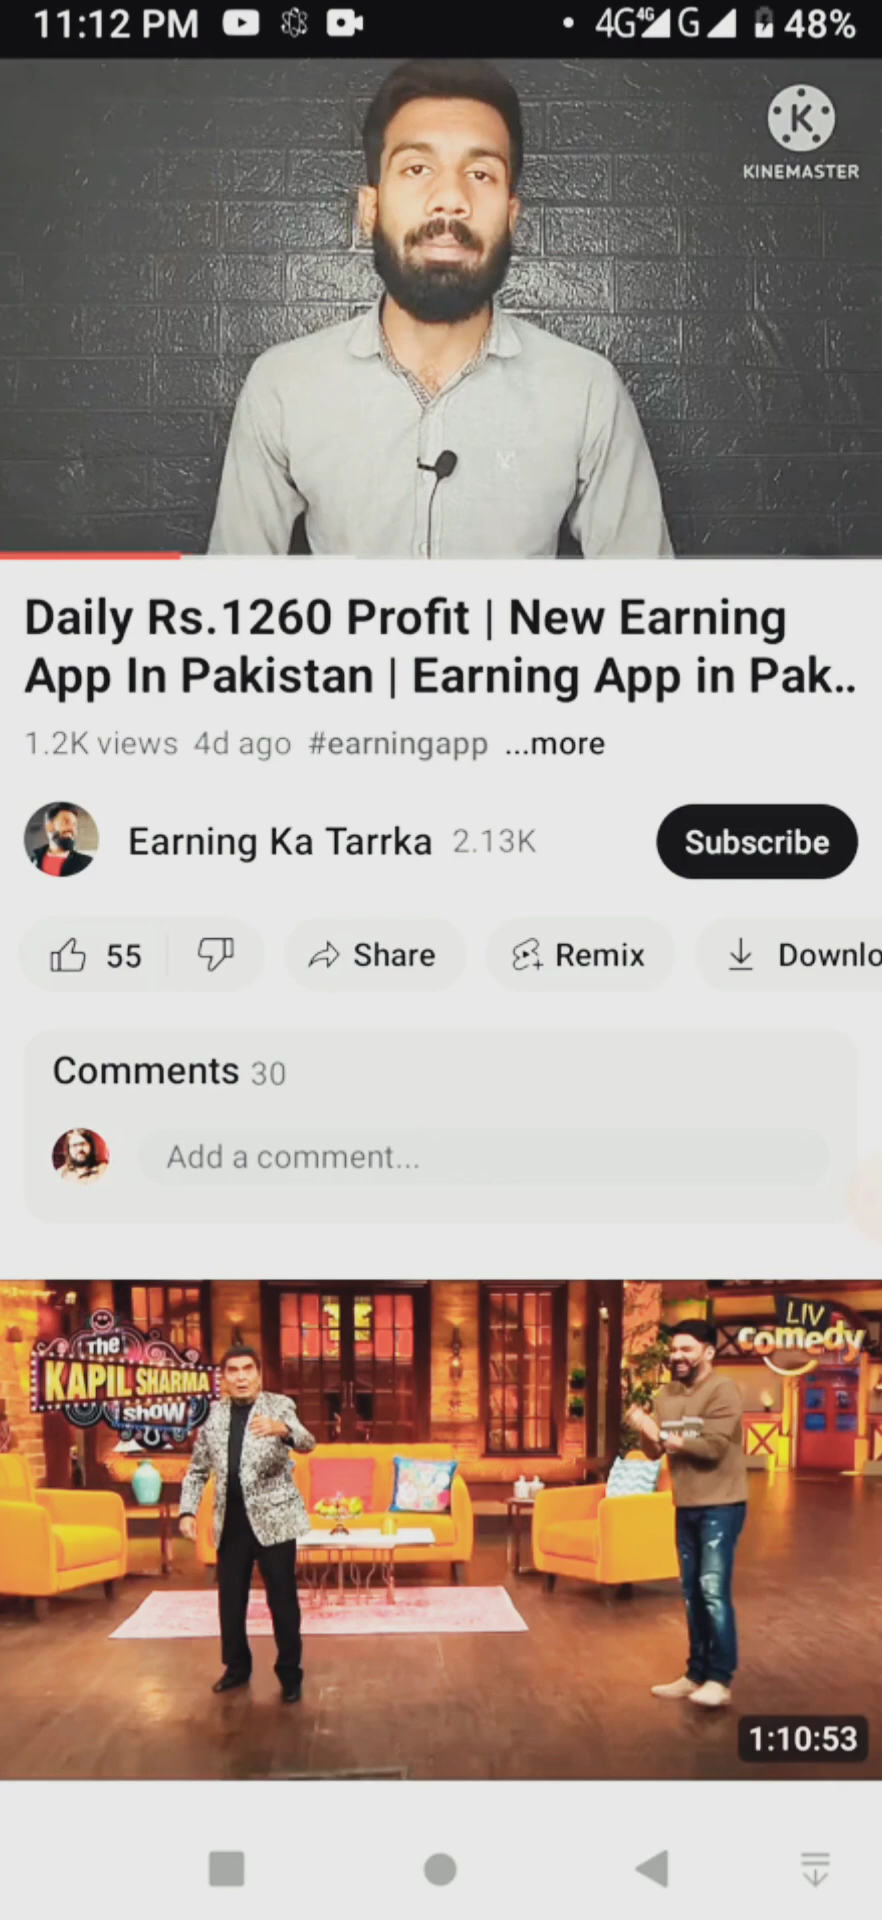 11:12 PM 4G 4G G 48%
K
KINEMASTER
Daily Rs.1260 Profit | New Earning
App In Pakistan | Earning App in Pak..
1.2K views 4d ago #earningapp ...more
Earning Ka Tarrka 2.13K Subscribe
55 Share Remix Downlo
Comments 30
Add a comment...
The
KAPIL SHARMA
show
LIV
comedy
1:10:53